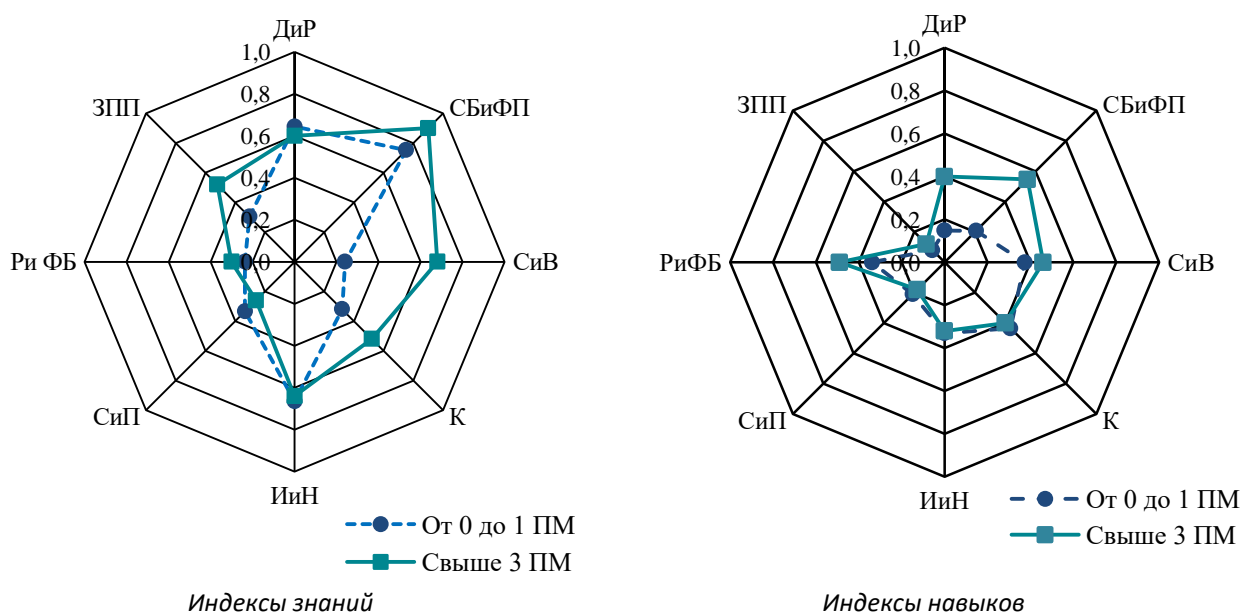 ДиР
1,0
0,8
0,6
0,4
0,2
0,0
СБиФП
СиВ
К
ИиН
СиП
Ри ФБ
ЗПП
От 0 до 1 ПМ
Свыше 3 ПМ
Индексы знаний
ДиР
1,0
0,8
0,6
0,4
0,2
0,0
СБиФП
СиВ
К
ИиН
СиП
РиФБ
ЗПП
От 0 до 1 ПМ
Свыше 3 ПМ
Индексы навыков